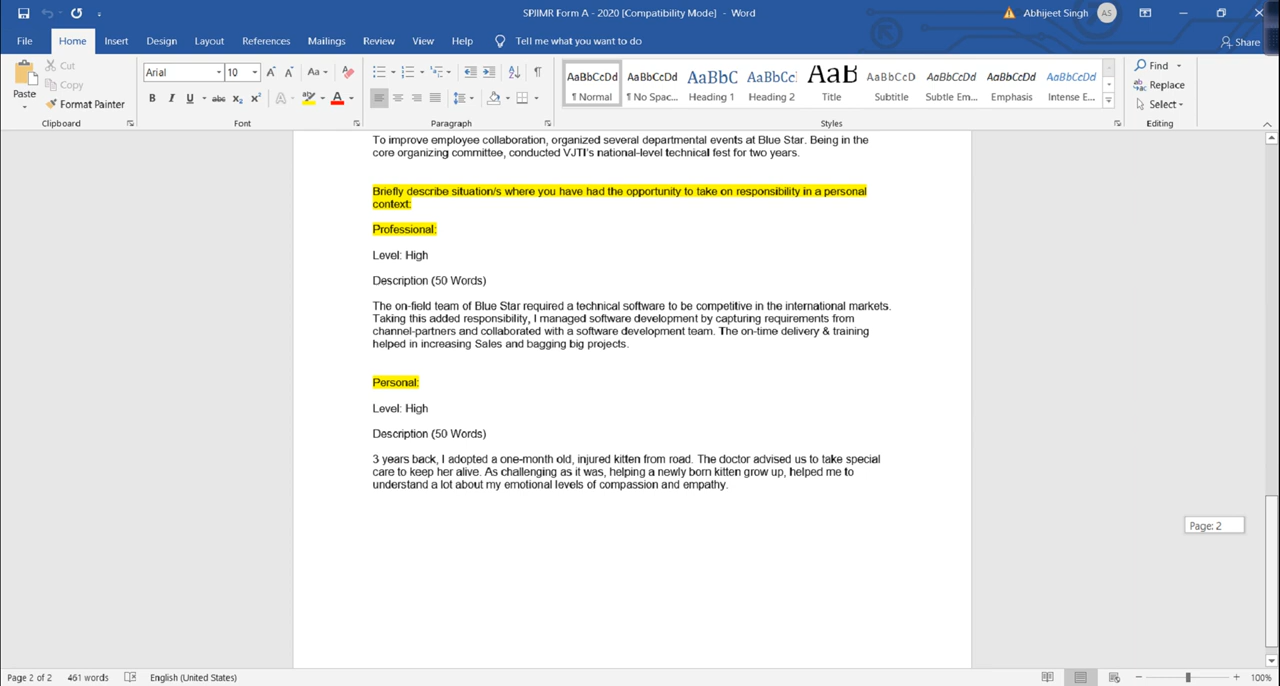 SPJIMR Form A - 2020 [Compatibility Mode] - Word
Abhijeet Singh
AS
File
Home
Insert
Design
Layout
References
Mailings
Review
View
Help
Tell me what you want to do
Share
Paste
Cut
Copy
Format Painter
Clipboard
Arial
10
Font
Paragraph
AaBbCcDd
¶ Normal
AaBbCcDd
¶ No Spac...
AaBbC
Heading 1
AaBbCc
Heading 2
AaB
Title
AaBbCcD
Subtitle
AaBbCcDd
Subtle Em...
AaBbCcDd
Emphasis
AaBbCcDd
Intense E...
Styles
Find
Replace
Select
Editing
To improve employee collaboration, organized several departmental events at Blue Star. Being in the
core organizing committee, conducted VJTI's national-level technical fest for two years.
Briefly describe situation/s where you have had the opportunity to take on responsibility in a personal
context:
Professional:
Level: High
Description (50 Words)
The on-field team of Blue Star required a technical software to be competitive in the international markets.
Taking this added responsibility, I managed software development by capturing requirements from
channel-partners and collaborated with a software development team. The on-time delivery & training
helped in increasing Sales and bagging big projects.
Personal:
Level: High
Description (50 Words)
3 years back, I adopted a one-month old, injured kitten from road. The doctor advised us to take special
care to keep her alive. As challenging as it was, helping a newly born kitten grow up, helped me to
understand a lot about my emotional levels of compassion and empathy.
Page: 2
Page 2 of 2
461 words
English (United States)
100%